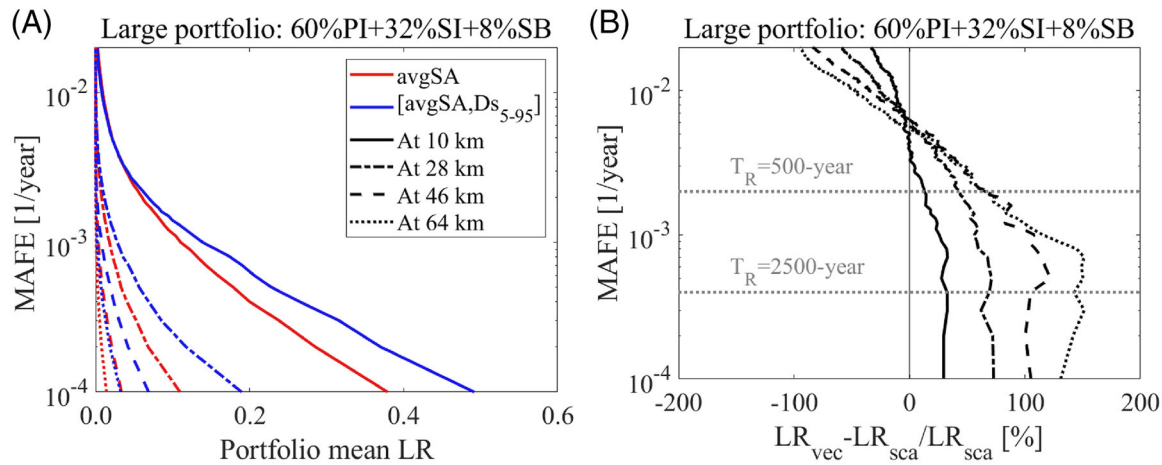 (A)
Large portfolio: 60%PI+32%SI+8%SB
10-2
10-3
10-4
MAFE [1/year]
avgSA
[avgSA,Ds5-95]
At 10 km
At 28 km
At 46 km
At 64 km
0.0 0.2 0.4 0.6
Portfolio mean LR
(B)
Large portfolio: 60%PI+32%SI+8%SB
10-2
10-3
10-4
MAFE [1/year]
TR=500-year
TR=2500-year
-200 -100 0 100 200
LRvec-LRsca/LRsca [%]